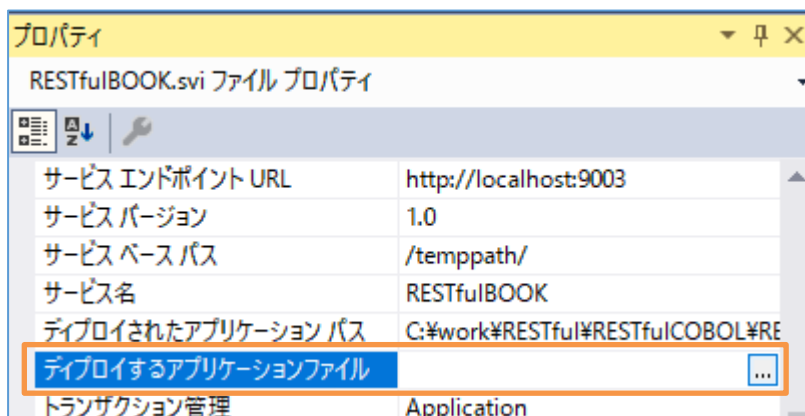 プロパティ
RESTfulBOOK.svi ファイル プロパティ
サービス エンドポイント URL http://localhost:9003
サービス バージョン 1.0
サービス ベース パス /temppath/
サービス名 RESTfulBOOK
ディプロイされたアプリケーション パス C:¥work¥RESTful¥RESTfulCOBOL¥RE
ディプロイするアプリケーションファイル ...
トランザクション管理 Application